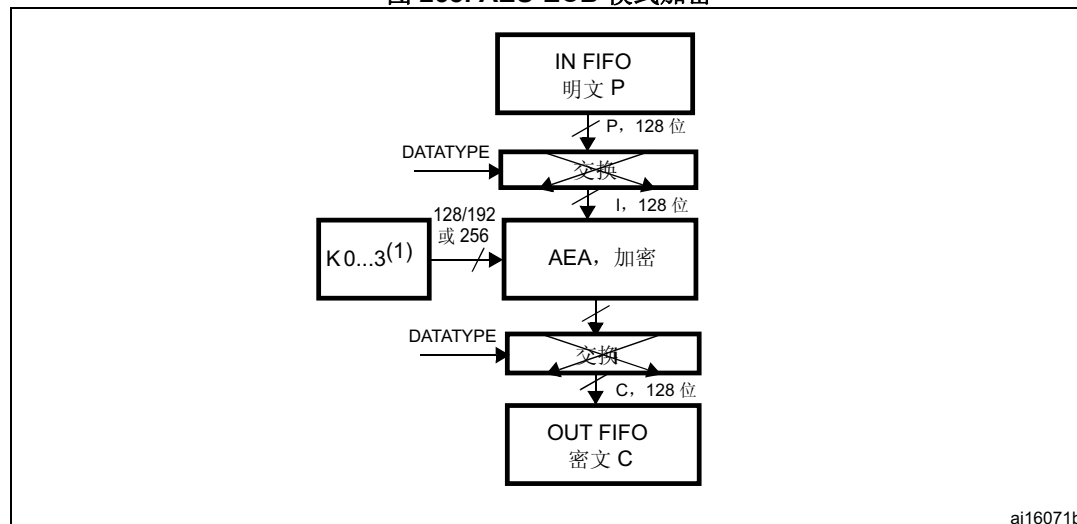 IN FIFO
明文 P
P，128 位
DATATYPE
交换
I，128 位
128/192
或 256
K0...3(1)
AEA，加密
DATATYPE
交换
C，128 位
OUT FIFO
密文 C
ai16071b